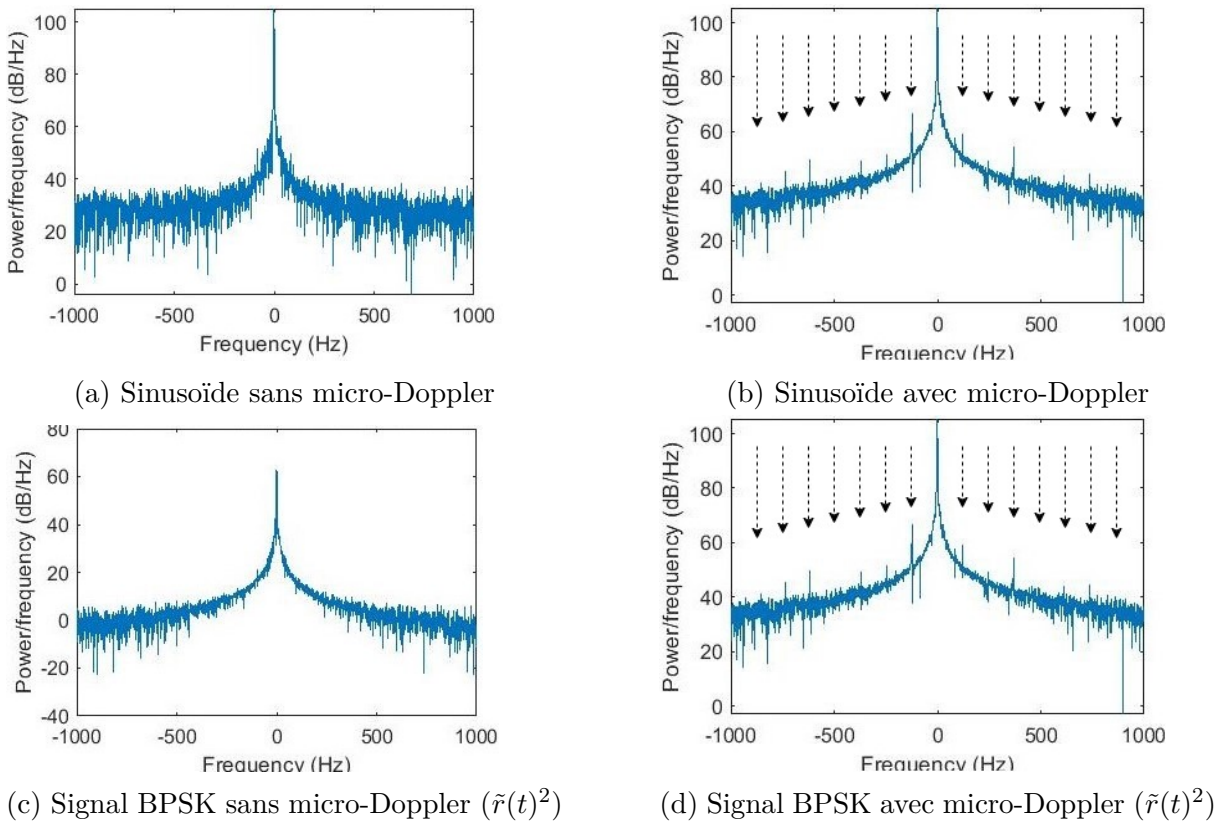 100
80
60
40
20
0
Power/frequency (dB/Hz)
-1000 -500 0 500 1000
Frequency (Hz)
(a) Sinusoïde sans micro-Doppler
100
80
60
40
20
0
Power/frequency (dB/Hz)
-1000 -500 0 500 1000
Frequency (Hz)
(b) Sinusoïde avec micro-Doppler
80
60
40
20
0
-20
-40
Power/frequency (dB/Hz)
-1000 -500 0 500 1000
Frequency (Hz)
(c) Signal BPSK sans micro-Doppler (r̃(t)²)
100
80
60
40
20
0
Power/frequency (dB/Hz)
-1000 -500 0 500 1000
Frequency (Hz)
(d) Signal BPSK avec micro-Doppler (r̃(t)²)